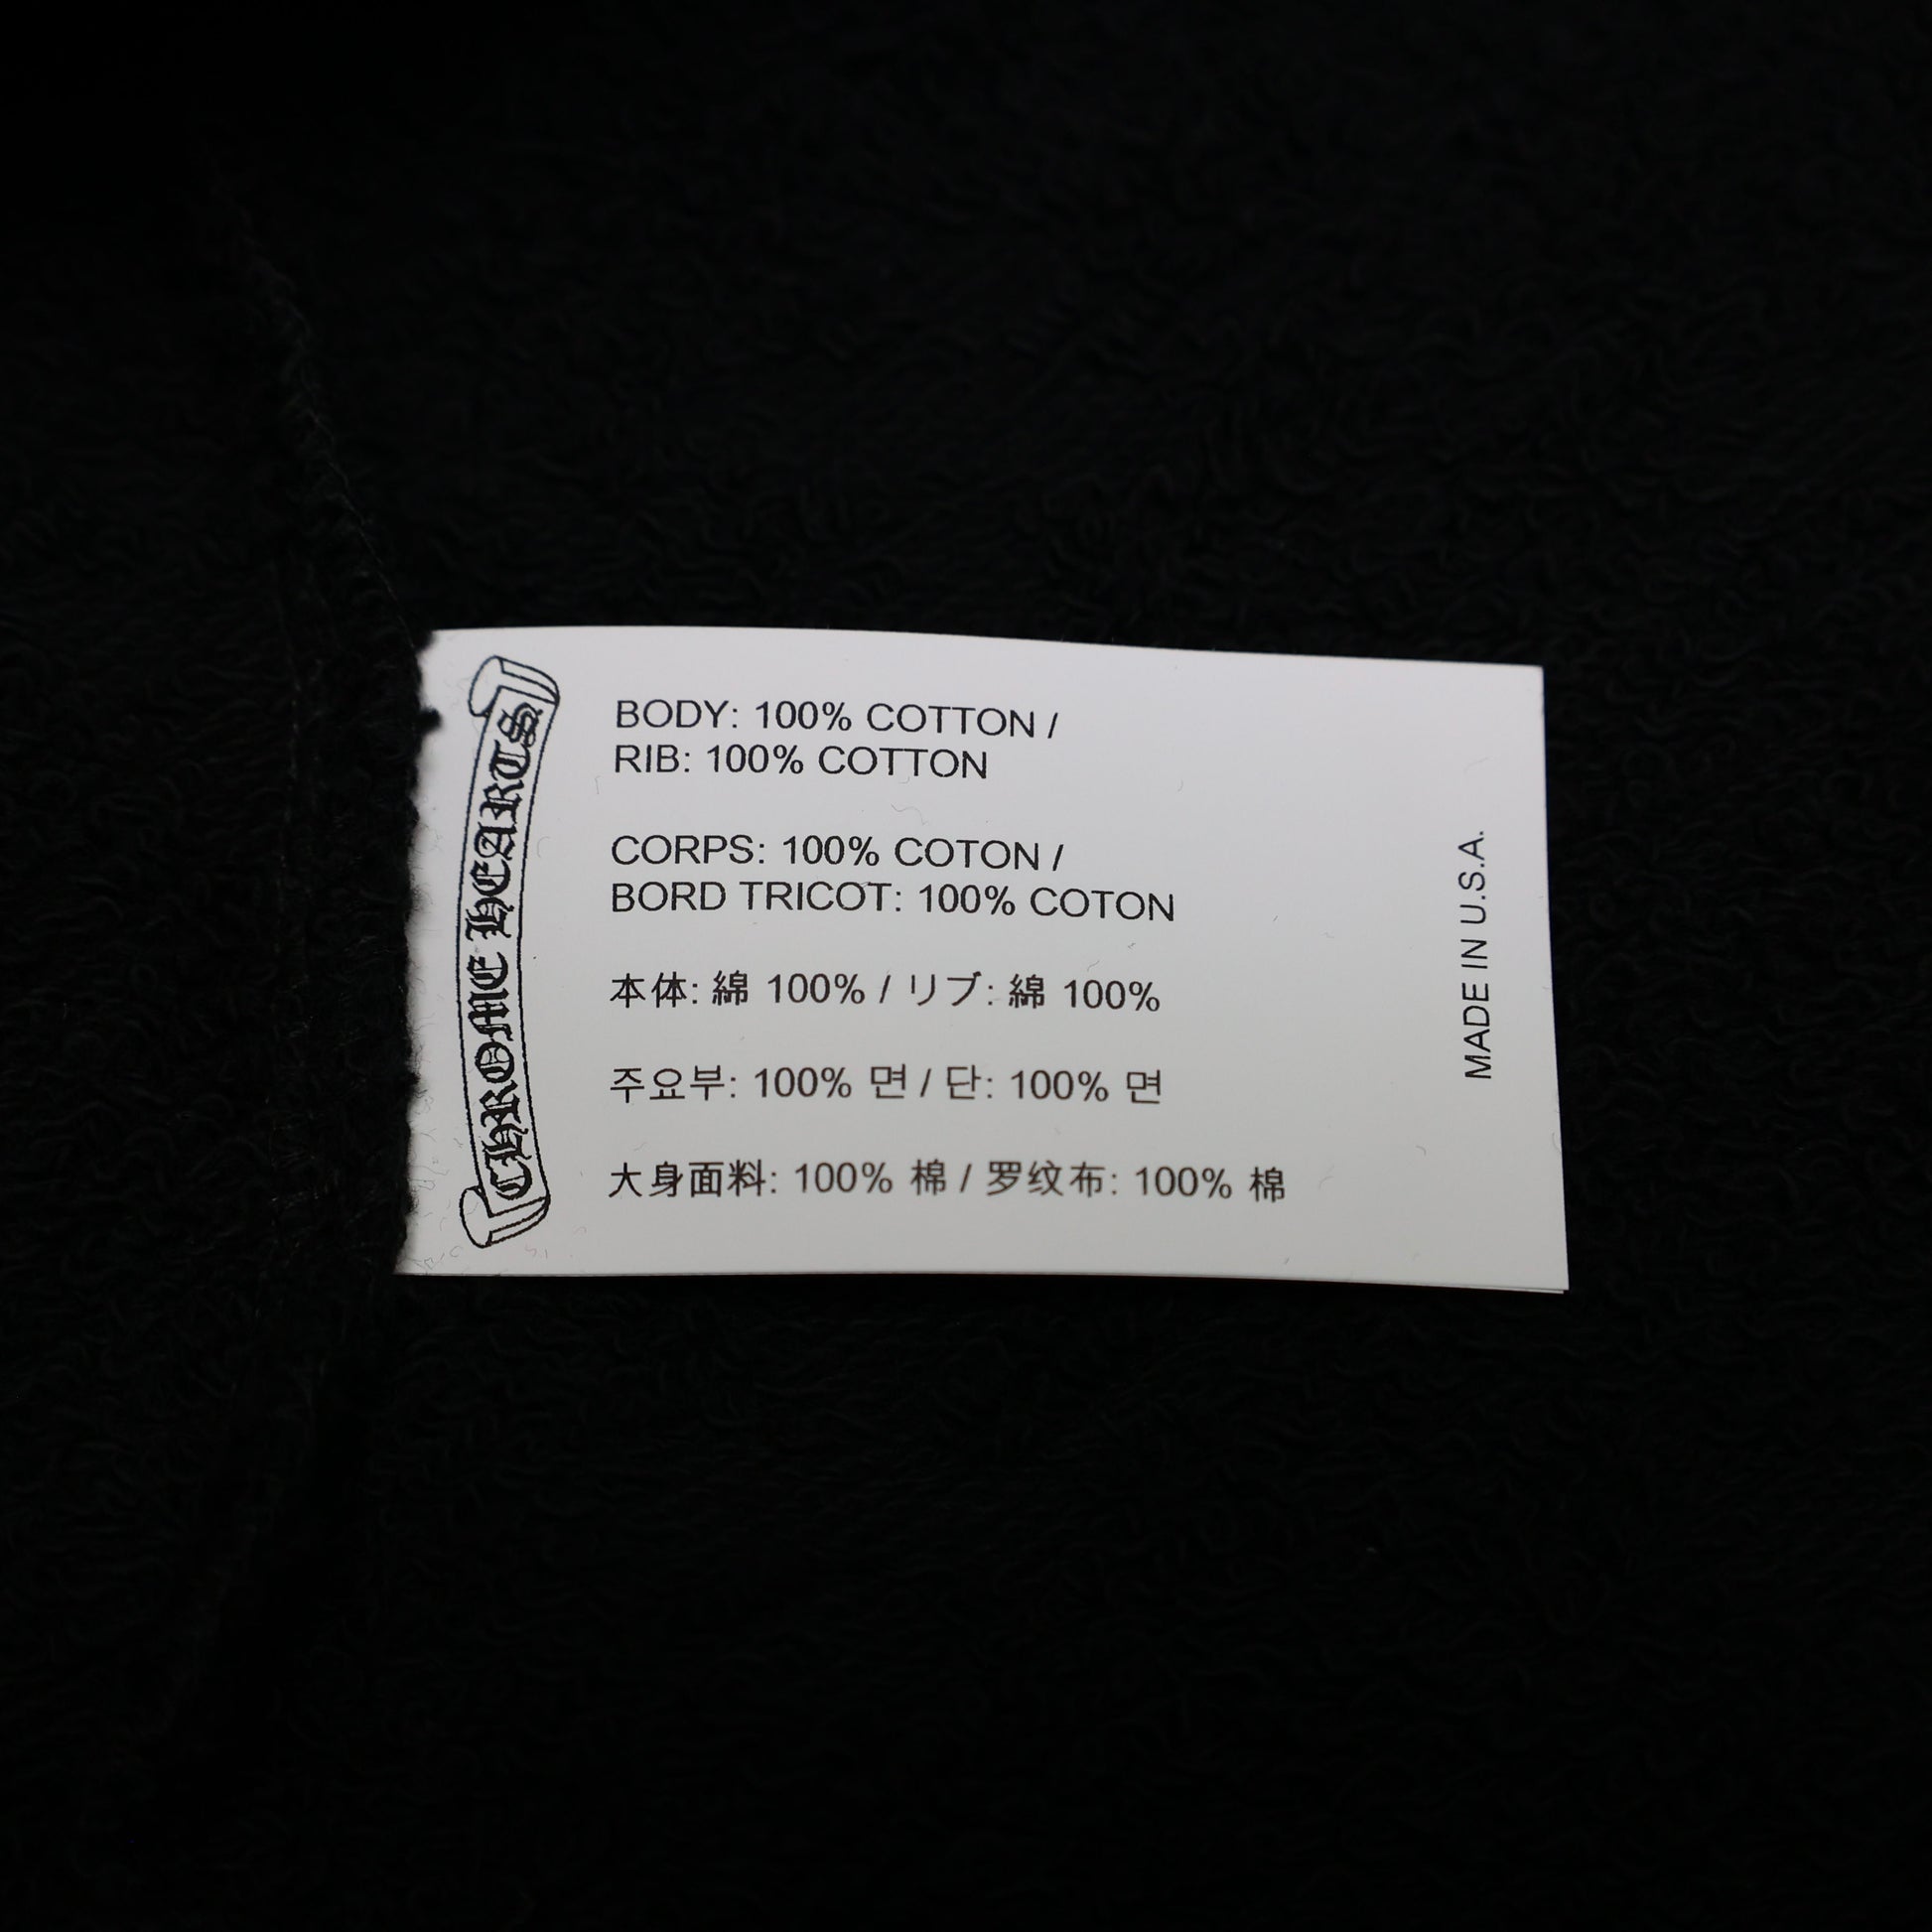 CHROME HEARTS
BODY: 100% COTTON /
RIB: 100% COTTON
CORPS: 100% COTON /
BORD TRICOT: 100% COTON
本体: 綿 100% / リブ: 綿 100%
주요부: 100% 면 / 단: 100% 면
大身面料: 100% 棉 / 罗纹布: 100% 棉
MADE IN U.S.A.